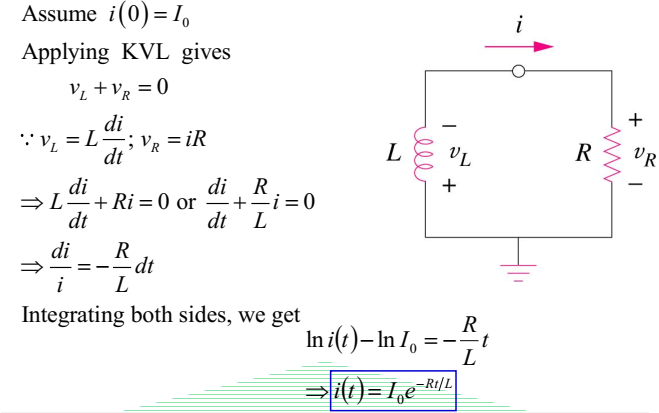 Assume i(0) = I₀
Applying KVL gives
v_L + v_R = 0
∵ v_L = L di/dt; v_R = iR
⇒ L di/dt + Ri = 0 or di/dt + R/L i = 0
⇒ di/i = − R/L dt
Integrating both sides, we get
ln i(t) − ln I₀ = − R/L t
⇒ i(t) = I₀e^(−Rt/L)
i
L
−
v_L
+
R
+
v_R
−